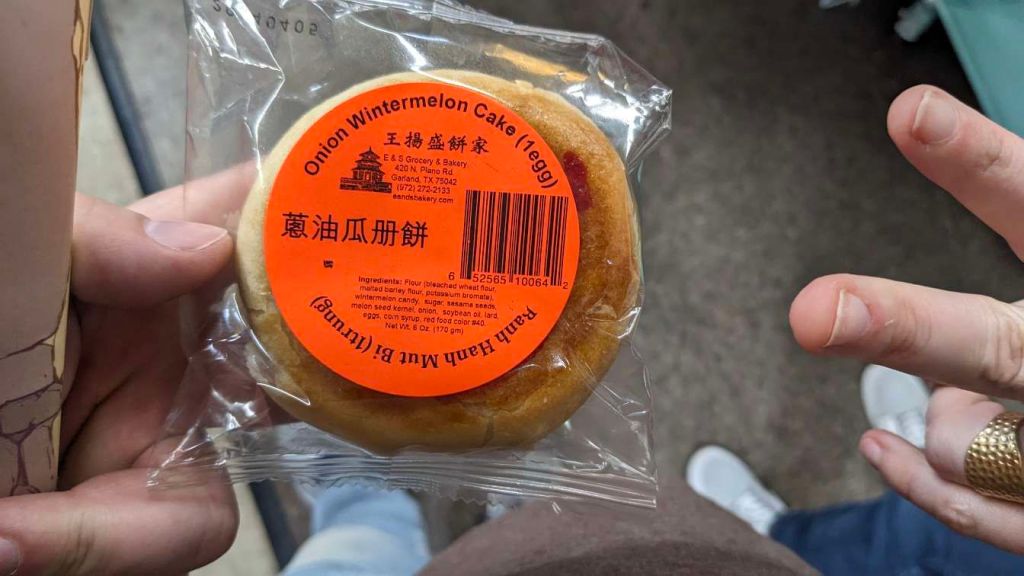 Onion Wintermelon Cake (1egg)
王揚盛餅家
E & S Grocery & Bakery
420 N. Plano Rd.
Garland, TX 75042
(972) 272-2133
eandsbakery.com
蔥油瓜册餅
6 52565 10064 2
Ingredients: Flour (bleached wheat flour,
malted barley flour, potassium bromate),
wintermelon candy, sugar, sesame seeds,
melon seed kernel, onion, soybean oil, lard,
eggs, corn syrup, red food color #40.
Net Wt. 6 Oz. (170 gm)
Banh Hanh Mut Bi (1trung)